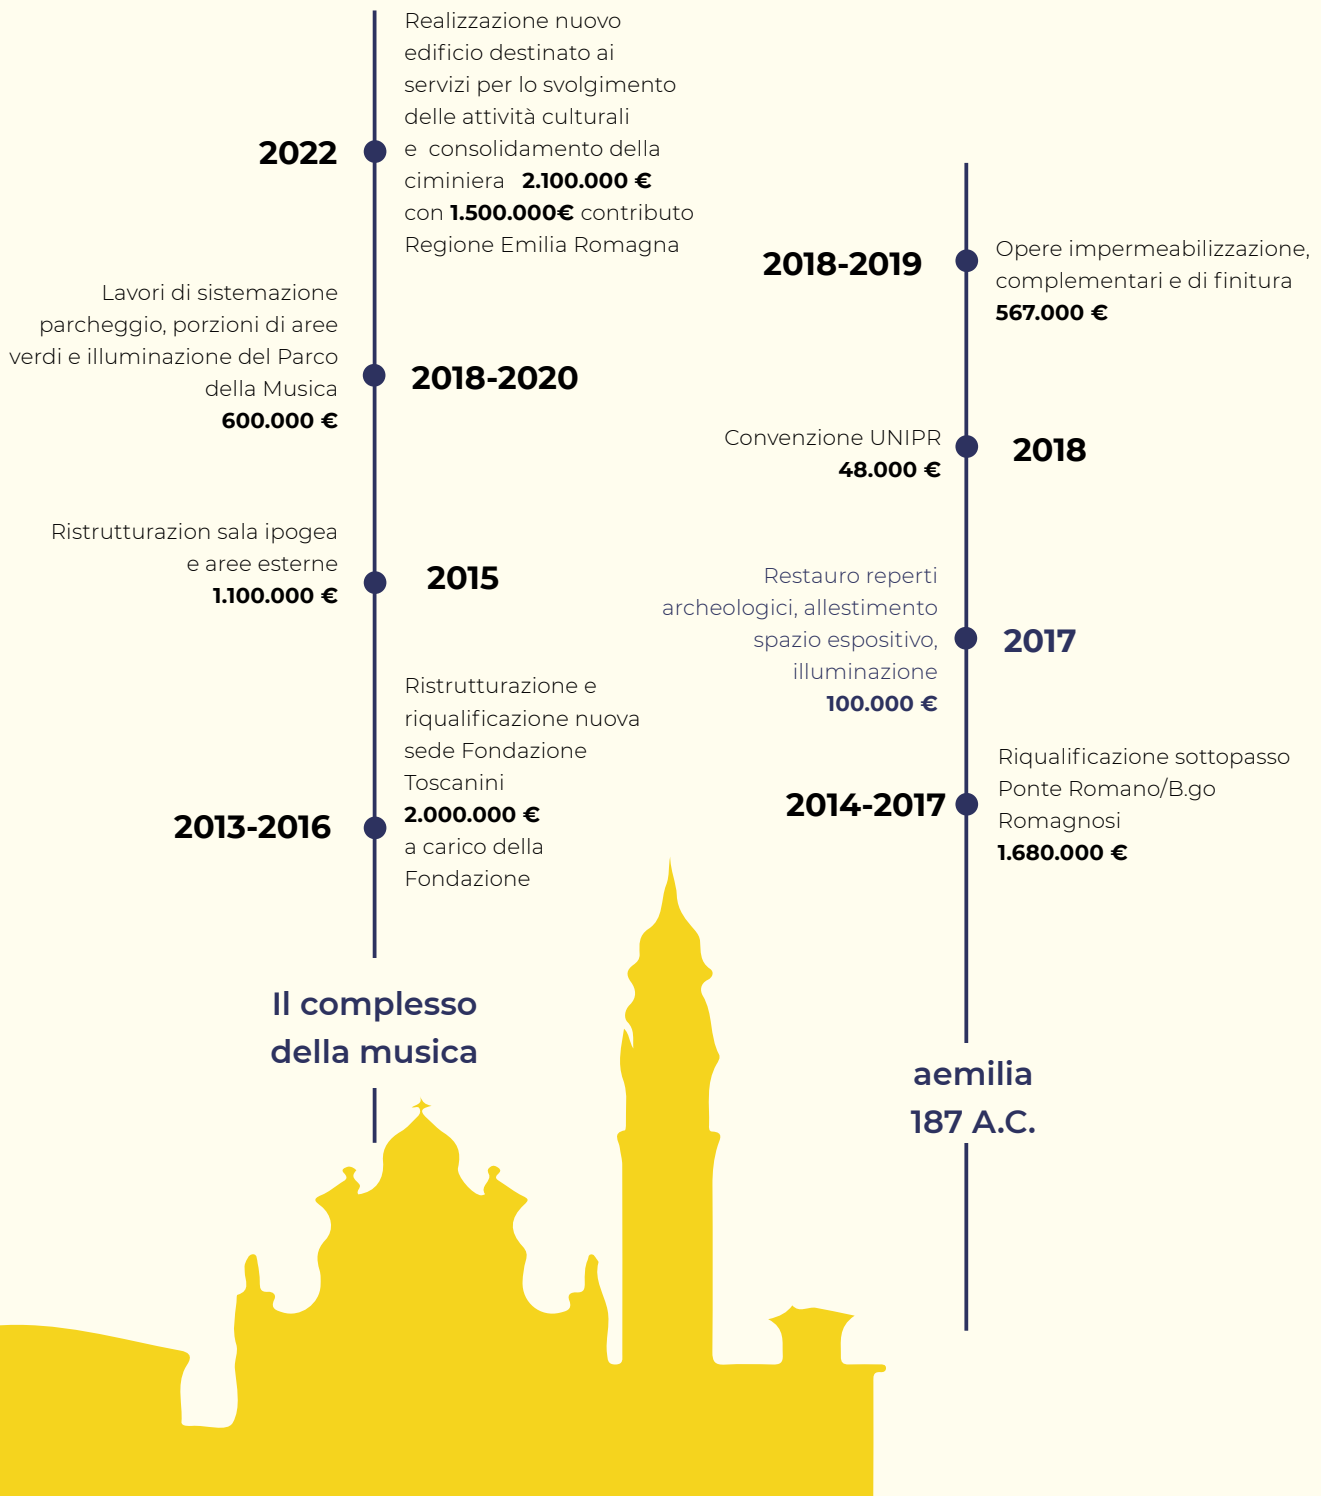 Realizzazione nuovo
edificio destinato ai
servizi per lo svolgimento
delle attività culturali
e  consolidamento della
ciminiera  2.100.000 €
con 1.500.000€ contributo
Regione Emilia Romagna
2022
Lavori di sistemazione
parcheggio, porzioni di aree
verdi e illuminazione del Parco
della Musica
600.000 €
2018-2020
Ristrutturazion sala ipogea
e aree esterne
1.100.000 €
2015
Ristrutturazione e
riqualificazione nuova
sede Fondazione
Toscanini
2.000.000 €
a carico della
Fondazione
2013-2016
Il complesso
della musica
2018-2019
Opere impermeabilizzazione,
complementari e di finitura
567.000 €
Convenzione UNIPR
48.000 €
2018
Restauro reperti
archeologici, allestimento
spazio espositivo,
illuminazione
100.000 €
2017
Riqualificazione sottopasso
Ponte Romano/B.go
Romagnosi
1.680.000 €
2014-2017
aemilia
187 A.C.